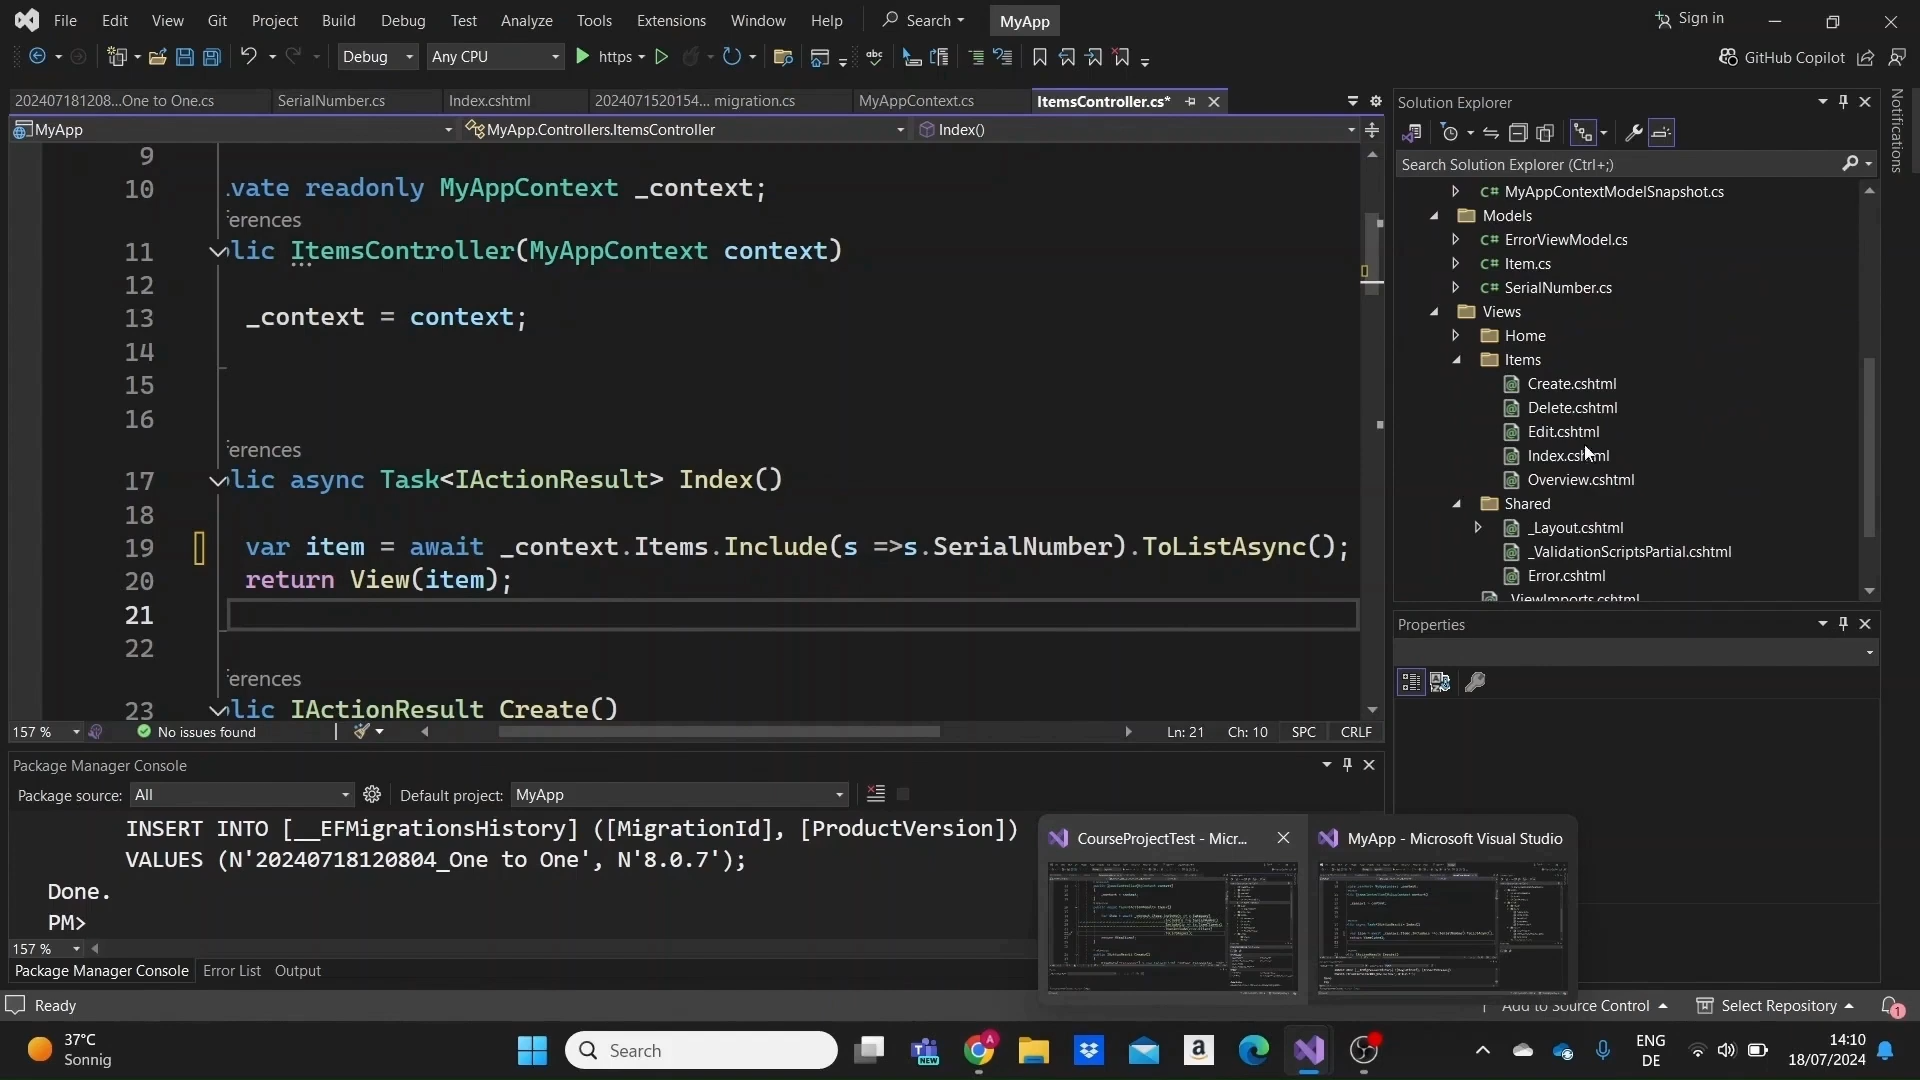 File Edit View Git Project Build Debug Test Analyze Tools Extensions Window Help Search MyApp Sign in
Debug Any CPU https GitHub Copilot
202407181208...One to One.cs SerialNumber.cs Index.cshtml 2024071520154... migration.cs MyAppContext.cs ItemsController.cs*
MyApp MyApp.Controllers.ItemsController Index()
9
10 vate readonly MyAppContext _context;
erences
11 lic ItemsController(MyAppContext context)
12
13 _context = context;
14
15
16
erences
17 lic async Task<IActionResult> Index()
18
19 var item = await _context.Items.Include(s =>s.SerialNumber).ToListAsync();
20 return View(item);
21
22
erences
23 lic IActionResult Create()
157 % No issues found Ln: 21 Ch: 10 SPC CRLF
Package Manager Console
Package source: All Default project: MyApp
INSERT INTO [__EFMigrationsHistory] ([MigrationId], [ProductVersion])
VALUES (N'20240718120804_One to One', N'8.0.7');
Done.
PM>
157 %
Package Manager Console Error List Output
Solution Explorer
Search Solution Explorer (Ctrl+;)
C# MyAppContextModelSnapshot.cs
Models
C# ErrorViewModel.cs
C# Item.cs
C# SerialNumber.cs
Views
Home
Items
Create.cshtml
Delete.cshtml
Edit.cshtml
Index.cshtml
Overview.cshtml
Shared
_Layout.cshtml
_ValidationScriptsPartial.cshtml
Error.cshtml
_ViewImports.cshtml
Properties
Notifications
CourseProjectTest - Micr... MyApp - Microsoft Visual Studio
Ready Add to Source Control Select Repository 1
37°C
Sonnig
Search
NEW
A
ENG
DE
14:10
18/07/2024